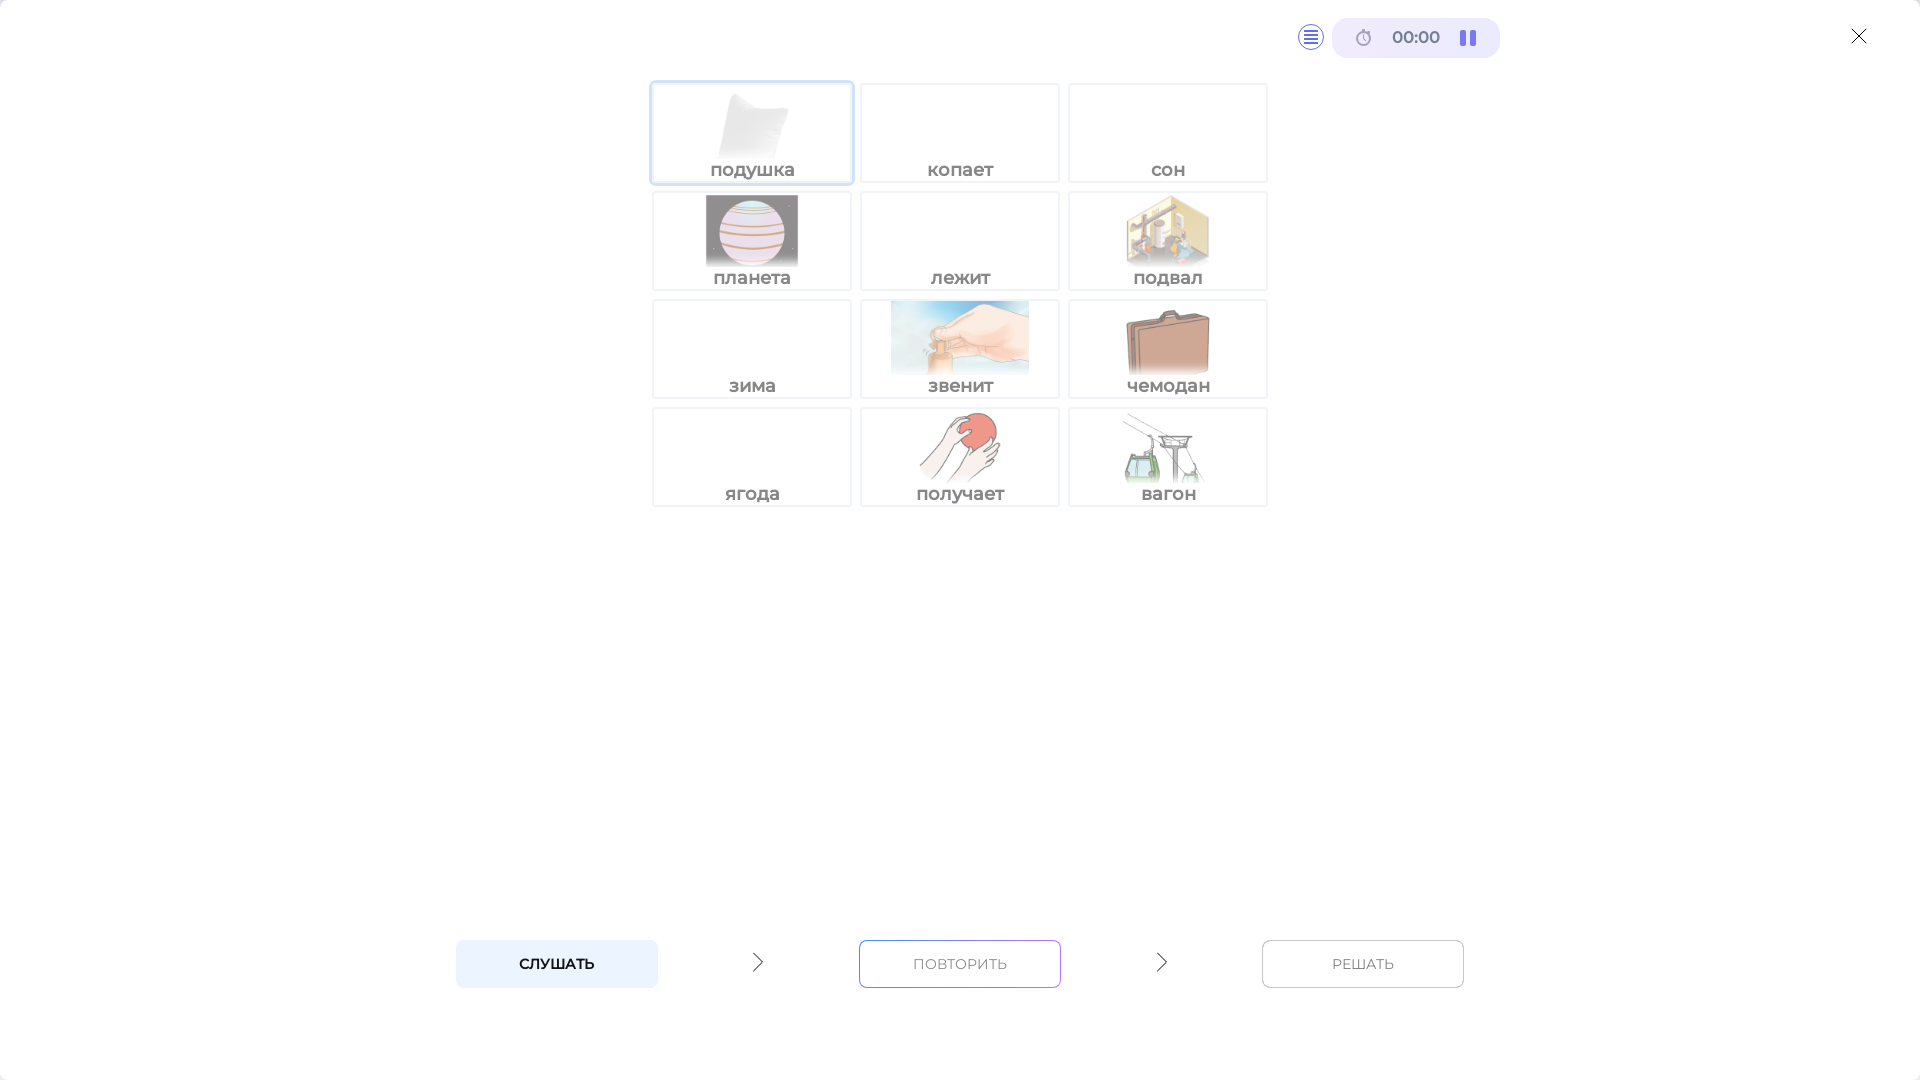 00:00
подушка
копает
сон
планета
лежит
подвал
зима
звенит
чемодан
ягода
получает
вагон
СЛУШАТЬ
ПОВТОРИТЬ
РЕШАТЬ